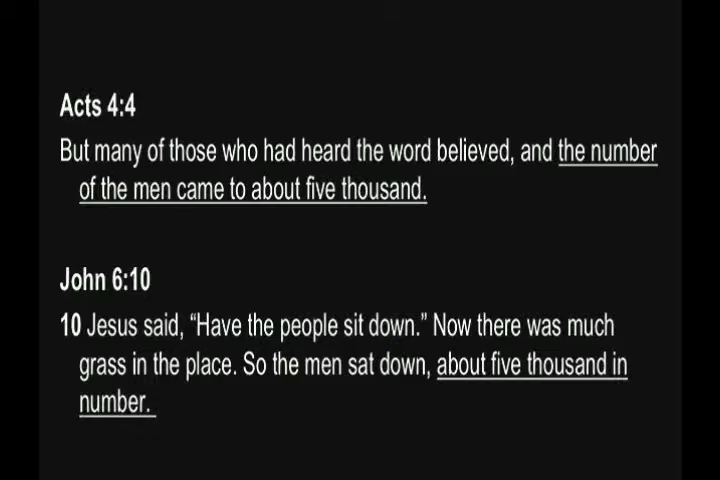 Acts 4:4
But many of those who had heard the word believed, and the number
of the men came to about five thousand.
John 6:10
10 Jesus said, “Have the people sit down.” Now there was much
grass in the place. So the men sat down, about five thousand in
number.